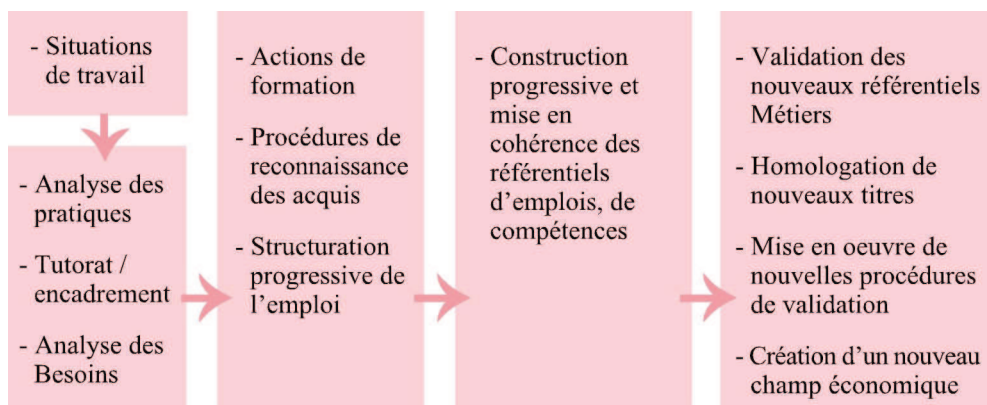 - Situations
de travail
- Analyse des
pratiques
- Tutorat /
encadrement
- Analyse des
Besoins
- Actions de
formation
- Procédures de
reconnaissance
des acquis
- Structuration
progressive de
l’emploi
- Construction
progressive et
mise en
cohérence des
référentiels
d’emplois, de
compétences
- Validation des
nouveaux référentiels
Métiers
- Homologation de
nouveaux titres
- Mise en oeuvre de
nouvelles procédures
de validation
- Création d’un nouveau
champ économique